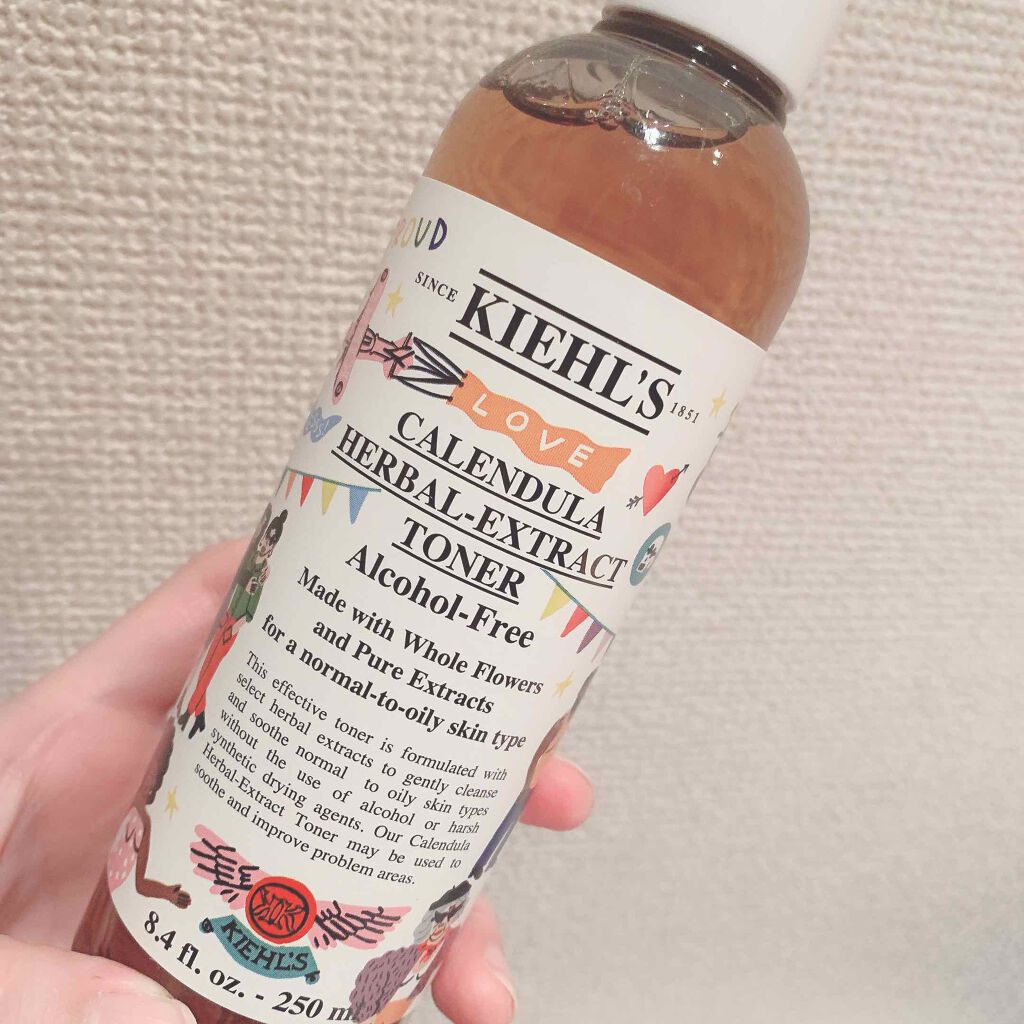 ROUD
SINCE KIEHL'S 1851
LOVE
CALENDULA
HERBAL-EXTRACT
TONER
Alcohol-Free
Made with Whole Flowers
and Pure Extracts
for a normal-to-oily skin type
This effective toner is formulated with
select herbal extracts to gently cleanse
and soothe normal to oily skin types
without the use of alcohol or harsh
synthetic drying agents. Our Calendula
Herbal-Extract Toner may be used to
soothe and improve problem areas.
KIEHL'S
8.4 fl. oz. - 250 m